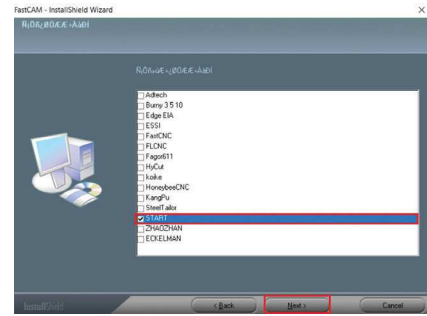 FastCAM - InstallShield Wizard
Adtech
Burny 3 5 10
Edge EIA
ESSI
FastCNC
FLCNC
Fagor611
HyCut
koike
HoneybeeCNC
KangPu
SteelTailor
START
ZHAOZHAN
ECKELMAN
InstallShield
< Back
Next >
Cancel